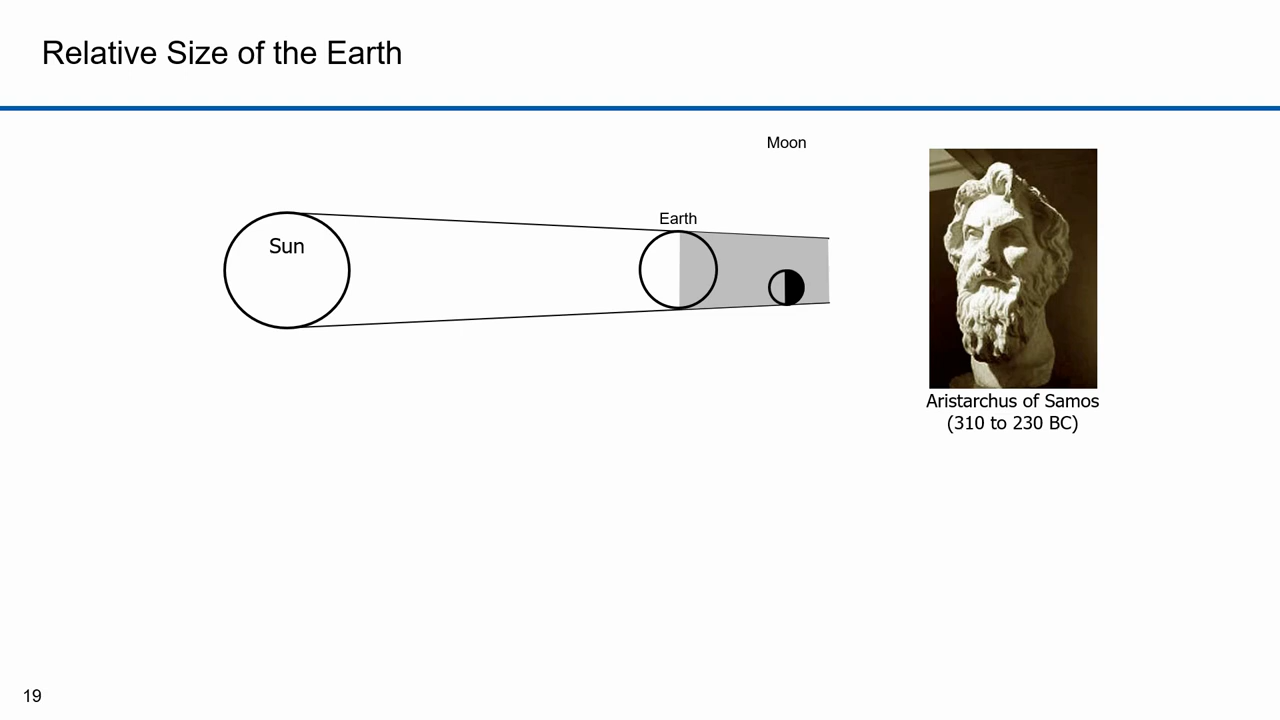 Relative Size of the Earth
Moon
Earth
Sun
Aristarchus of Samos
(310 to 230 BC)
19